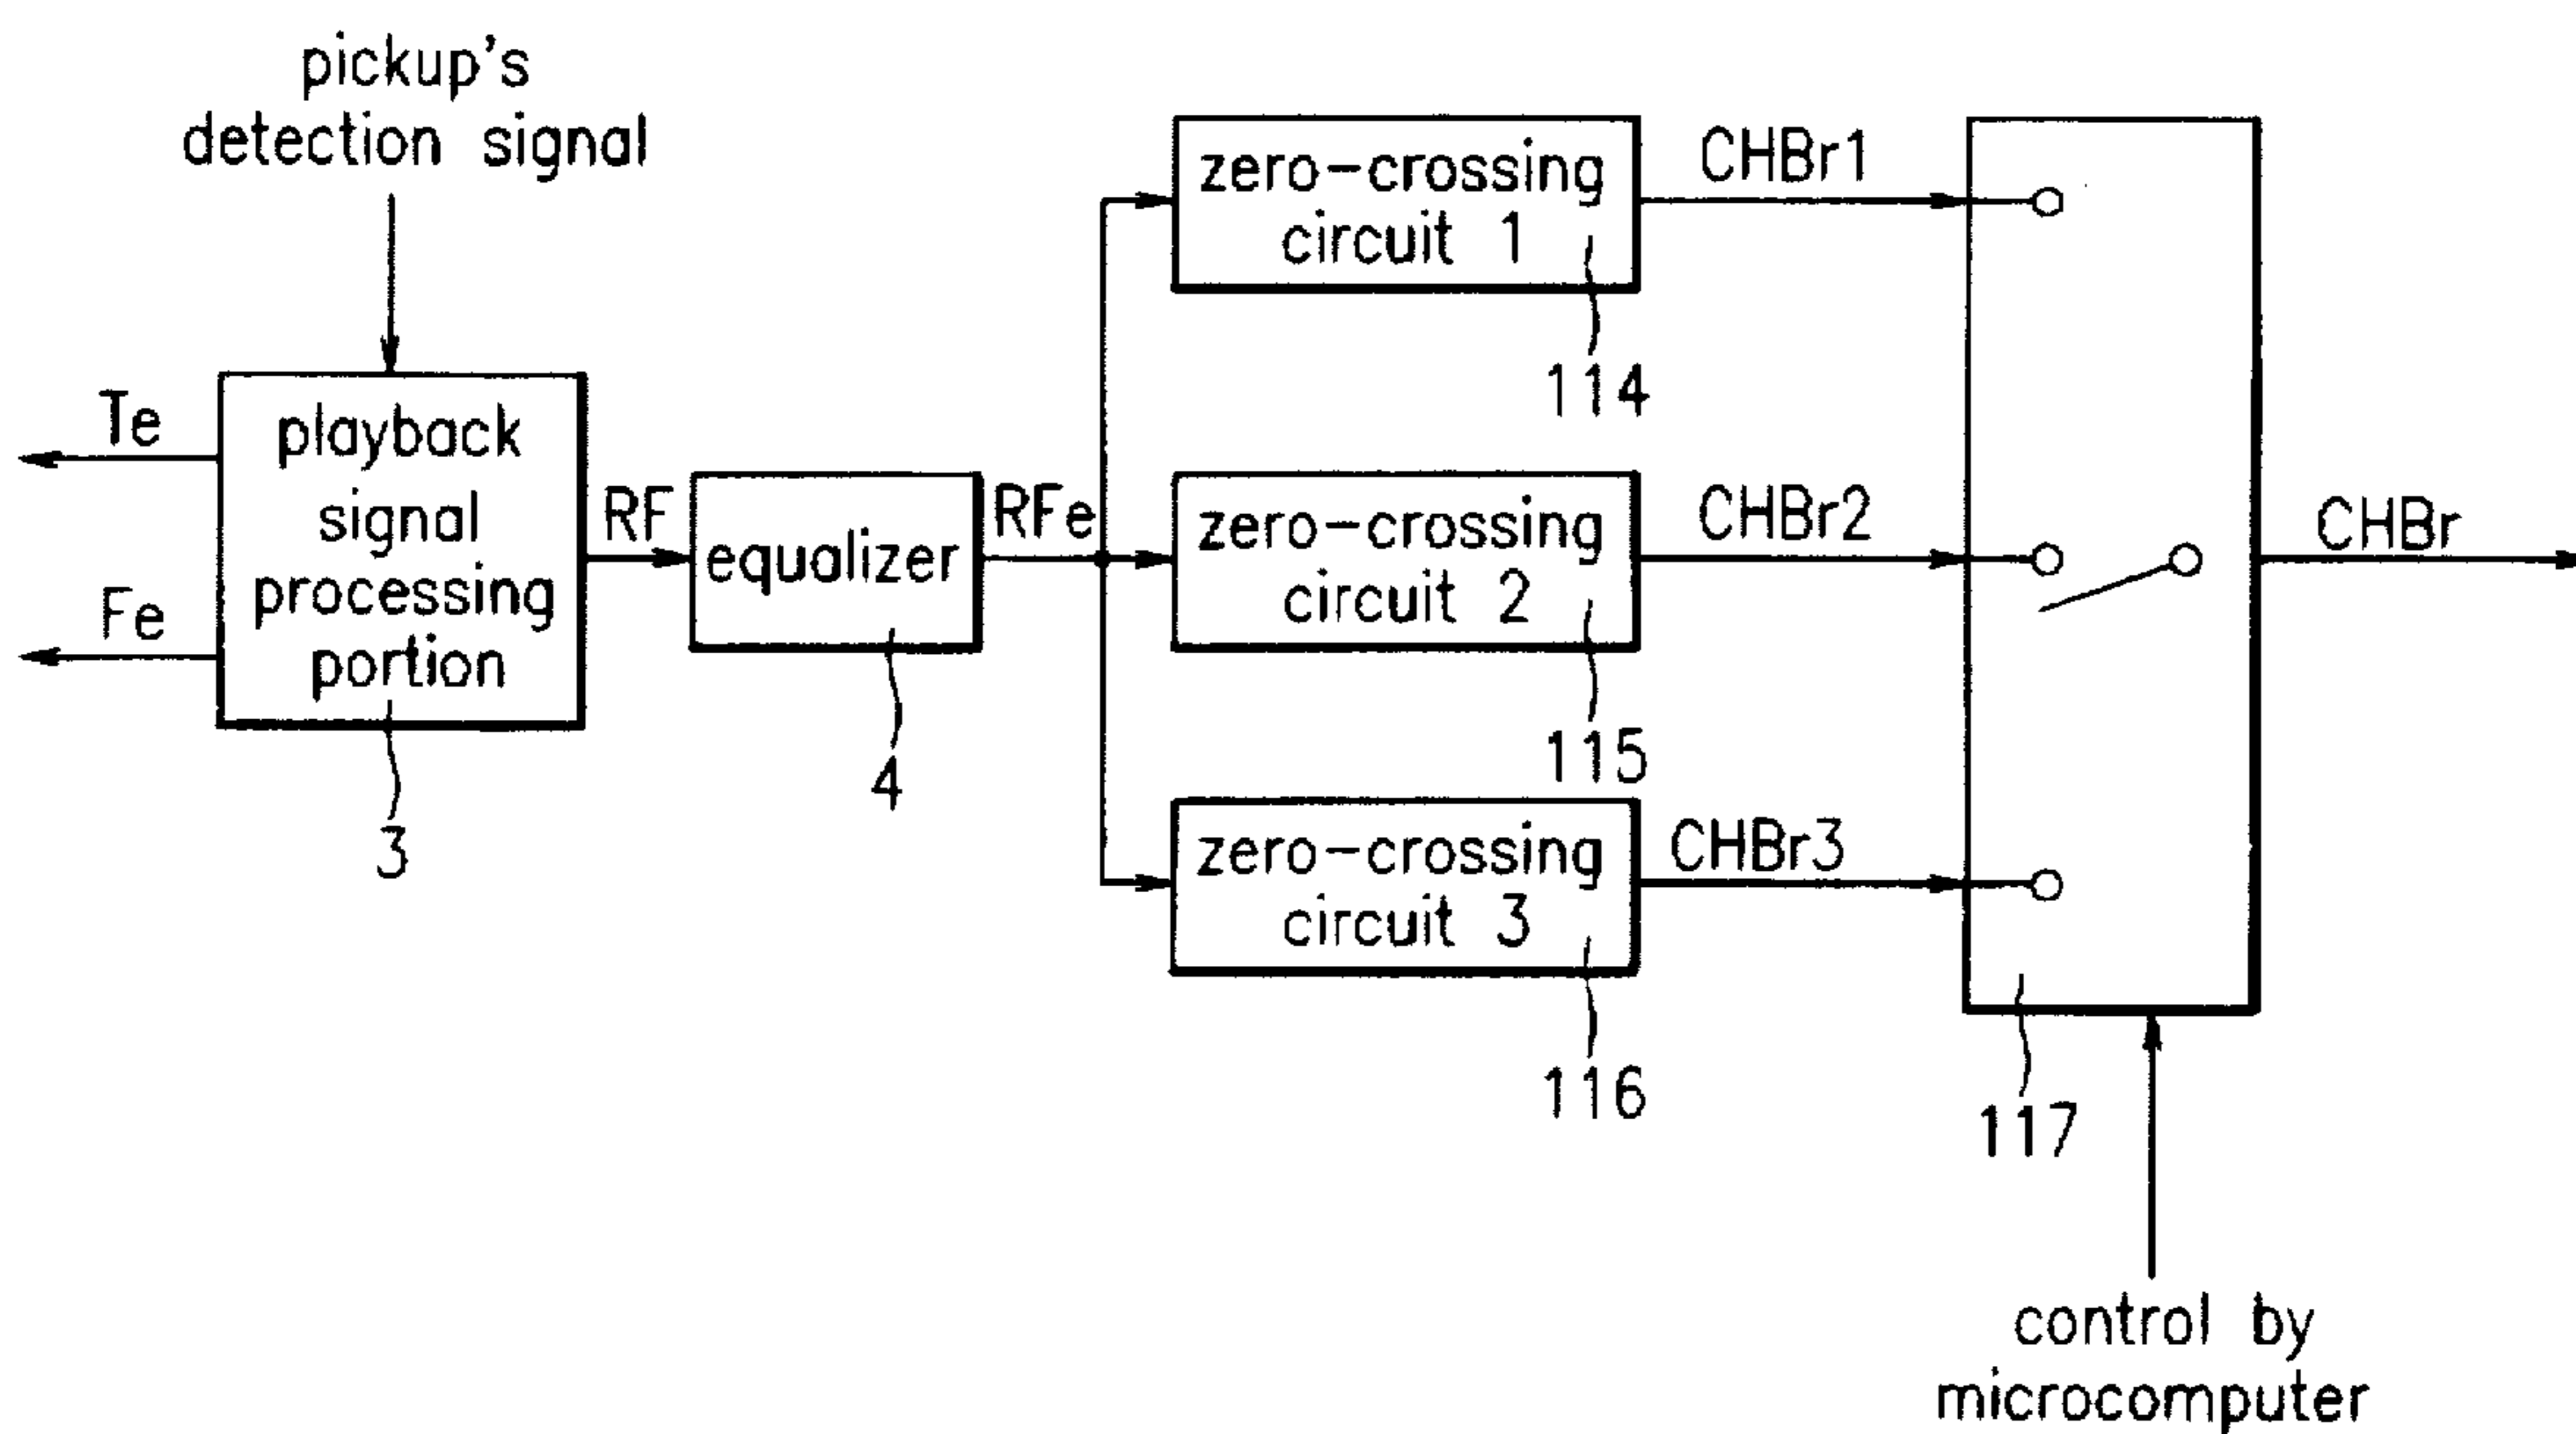 pickup's
detection signal
Te
Fe
playback
signal
processing
portion
3
RF
equalizer
4
RFe
zero-crossing
circuit 1
114
CHBr1
zero-crossing
circuit 2
115
CHBr2
zero-crossing
circuit 3
116
CHBr3
117
CHBr
control by
microcomputer